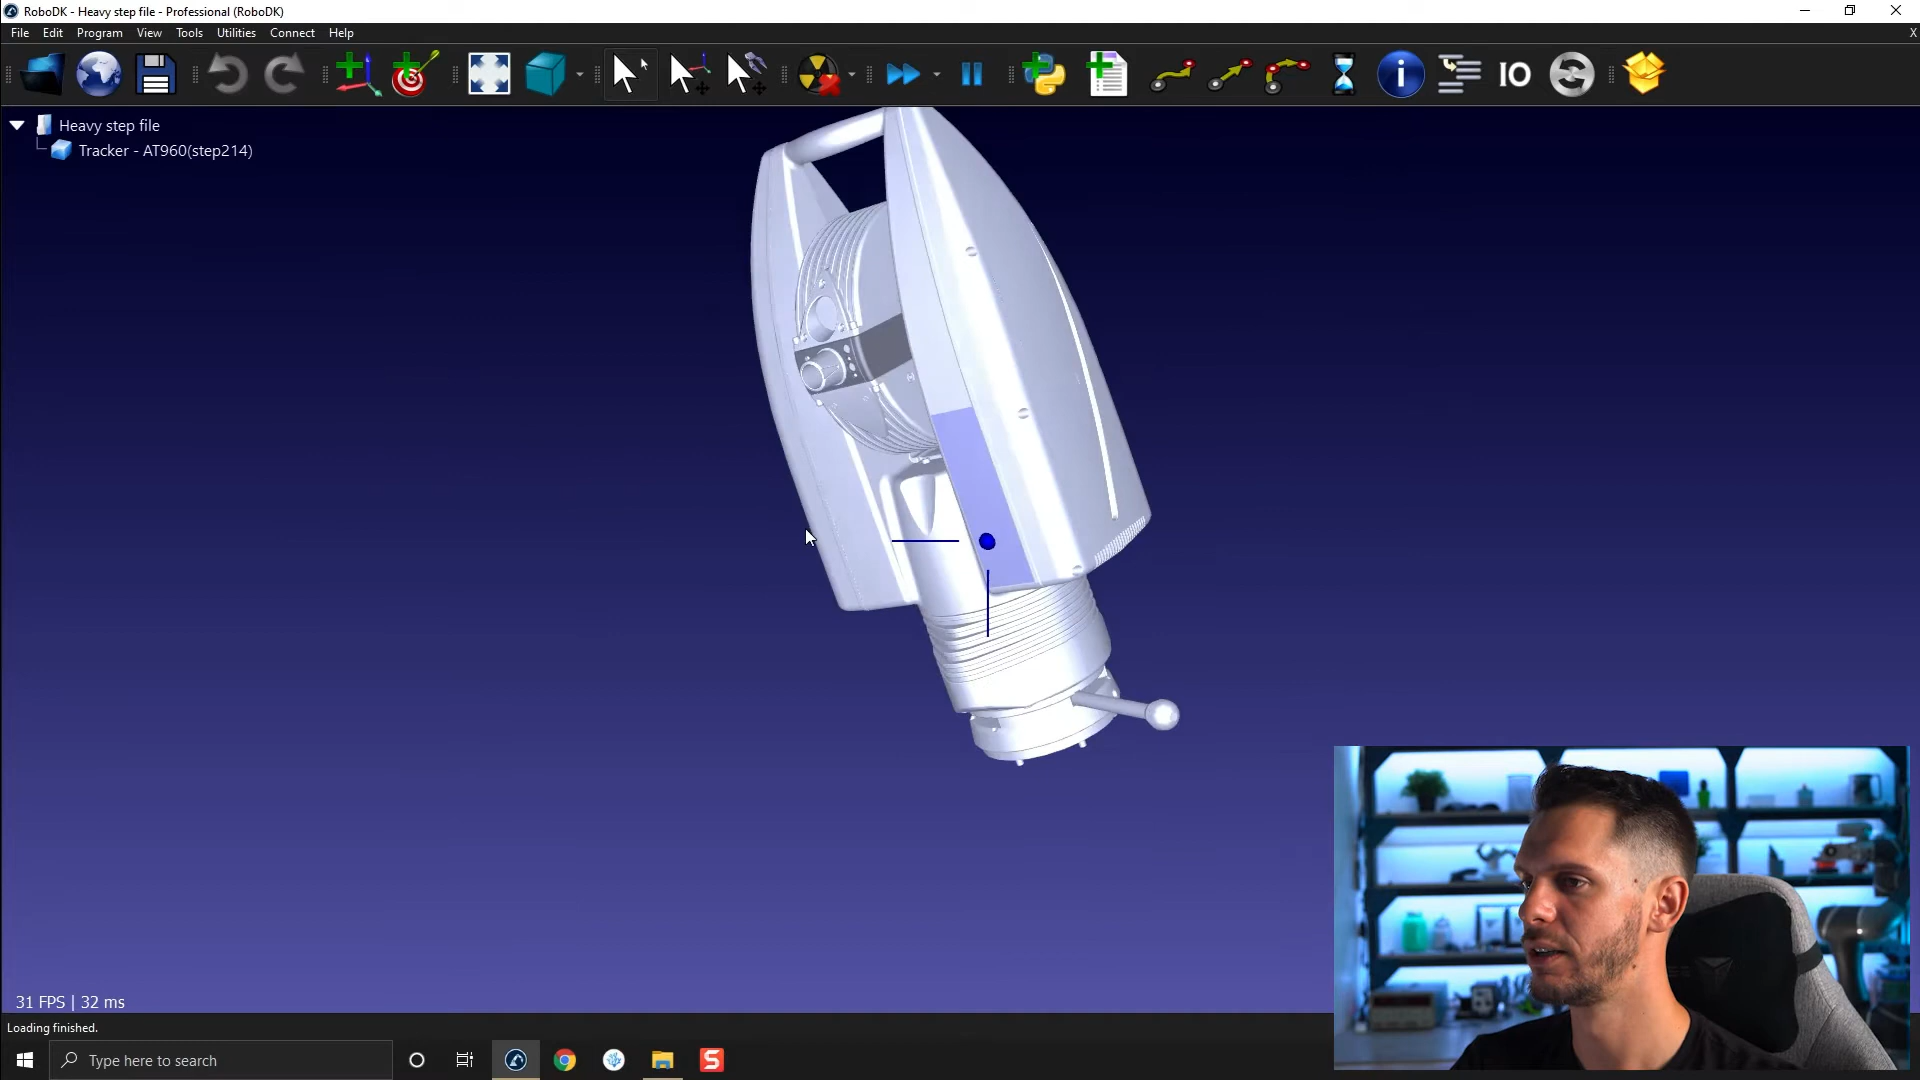 RoboDK - Heavy step file - Professional (RoboDK)
File Edit Program View Tools Utilities Connect Help
X
IO
Heavy step file
Tracker - AT960(step214)
31 FPS | 32 ms
Loading finished.
Type here to search
S